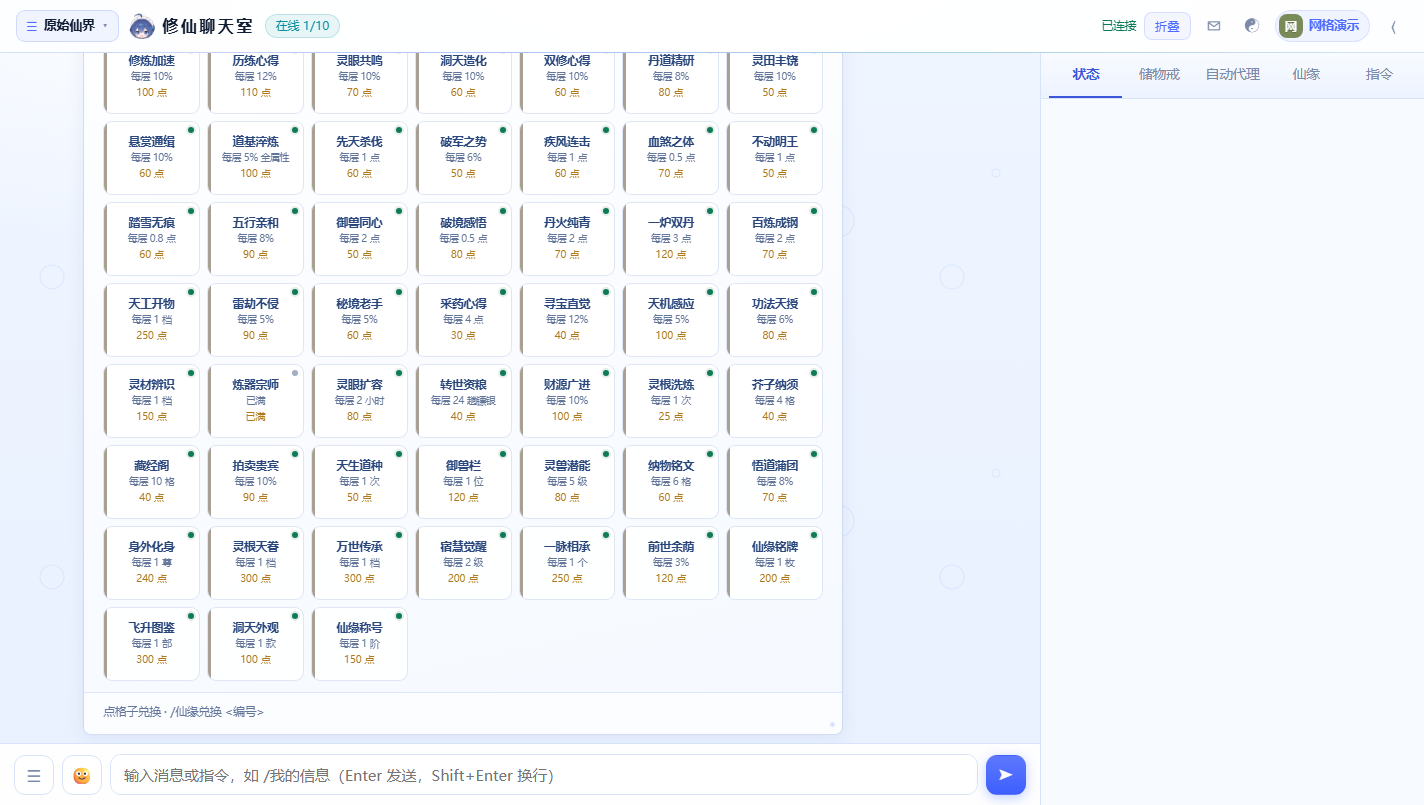 原始仙界
修仙聊天室
在线 1/10
已连接
折叠
网
网格演示
状态
储物戒
自动代理
仙缘
指令
修炼加速
每层 10%
100 点
历练心得
每层 12%
110 点
灵眼共鸣
每层 10%
70 点
洞天造化
每层 10%
60 点
双修心得
每层 10%
60 点
丹道精研
每层 8%
80 点
灵田丰饶
每层 10%
50 点
悬赏通缉
每层 10%
60 点
道基淬炼
每层 5% 全属性
100 点
先天杀伐
每层 1 点
60 点
破军之势
每层 6%
50 点
疾风连击
每层 1 点
60 点
血煞之体
每层 0.5 点
70 点
不动明王
每层 1 点
50 点
踏雪无痕
每层 0.8 点
60 点
五行亲和
每层 8%
90 点
御兽同心
每层 2 点
50 点
破境感悟
每层 0.5 点
80 点
丹火纯青
每层 2 点
70 点
一炉双丹
每层 3 点
120 点
百炼成钢
每层 2 点
70 点
天工开物
每层 1 档
250 点
雷劫不侵
每层 5%
90 点
秘境老手
每层 5%
60 点
采药心得
每层 4 点
30 点
寻宝直觉
每层 12%
40 点
天机感应
每层 5%
100 点
功法天授
每层 6%
80 点
灵材辨识
每层 1 档
150 点
炼器宗师
已满
已满
灵眼扩容
每层 2 小时
80 点
转世资粮
每层 24 趟镖银
40 点
财源广进
每层 10%
100 点
灵根洗炼
每层 1 次
25 点
芥子纳须
每层 4 格
40 点
藏经阁
每层 10 格
40 点
拍卖贵宾
每层 10%
90 点
天生道种
每层 1 次
50 点
御兽栏
每层 1 位
120 点
灵兽潜能
每层 5 级
80 点
纳物铭文
每层 6 格
60 点
悟道蒲团
每层 8%
70 点
身外化身
每层 1 尊
240 点
灵根天眷
每层 1 档
300 点
万世传承
每层 1 档
300 点
宿慧觉醒
每层 2 级
200 点
一脉相承
每层 1 个
250 点
前世余荫
每层 3%
120 点
仙缘铭牌
每层 1 枚
200 点
飞升图鉴
每层 1 部
300 点
洞天外观
每层 1 款
100 点
仙缘称号
每层 1 阶
150 点
点格子兑换 · /仙缘兑换 <编号>
输入消息或指令，如 /我的信息（Enter 发送，Shift+Enter 换行）